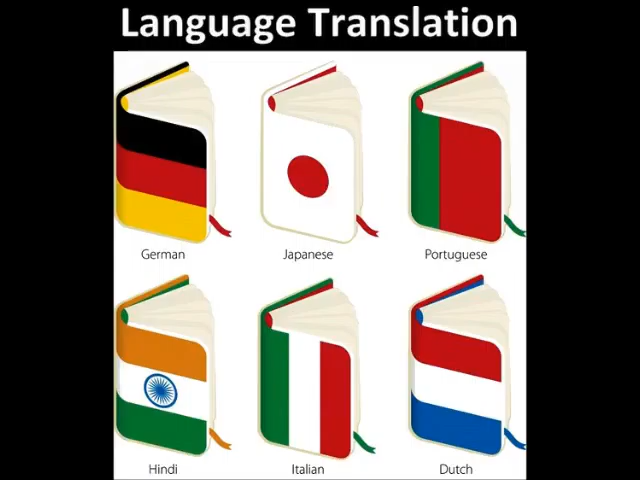 Language Translation
German
Japanese
Portuguese
Hindi
Italian
Dutch